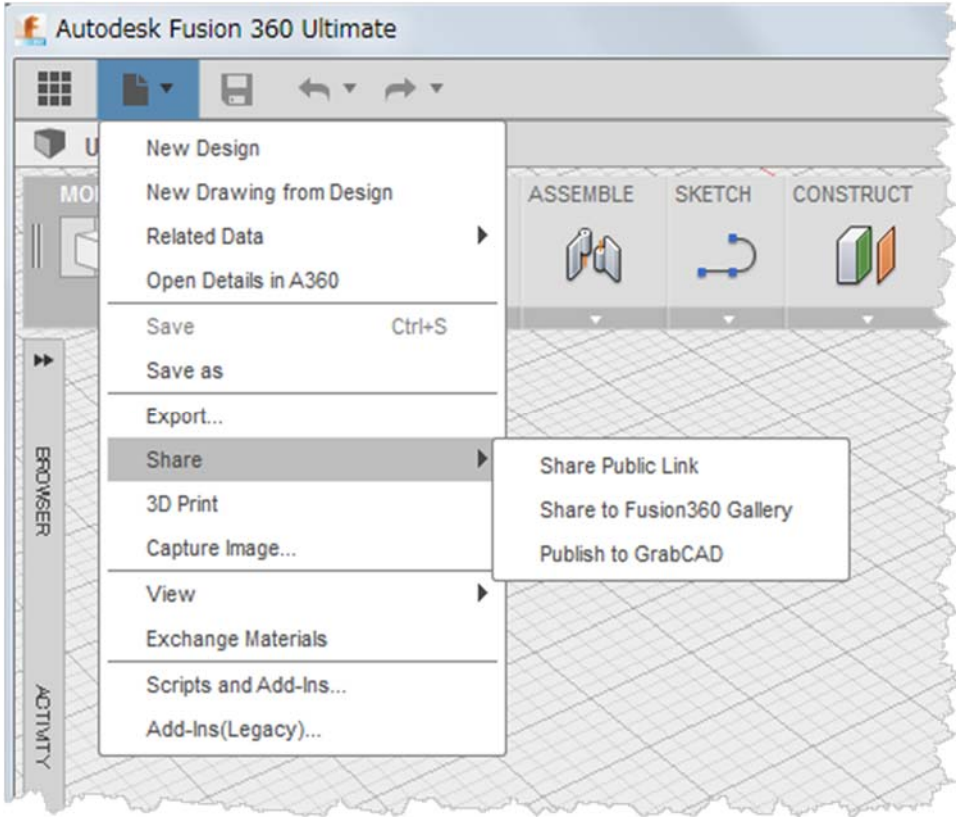 Autodesk Fusion 360 Ultimate
U
New Design
New Drawing from Design
Related Data
Open Details in A360
Save Ctrl+S
Save as
Export...
Share
3D Print
Capture Image...
View
Exchange Materials
Scripts and Add-Ins...
Add-Ins(Legacy)...
Share Public Link
Share to Fusion360 Gallery
Publish to GrabCAD
MO
ASSEMBLE
SKETCH
CONSTRUCT
BROWSER
ACTIVITY